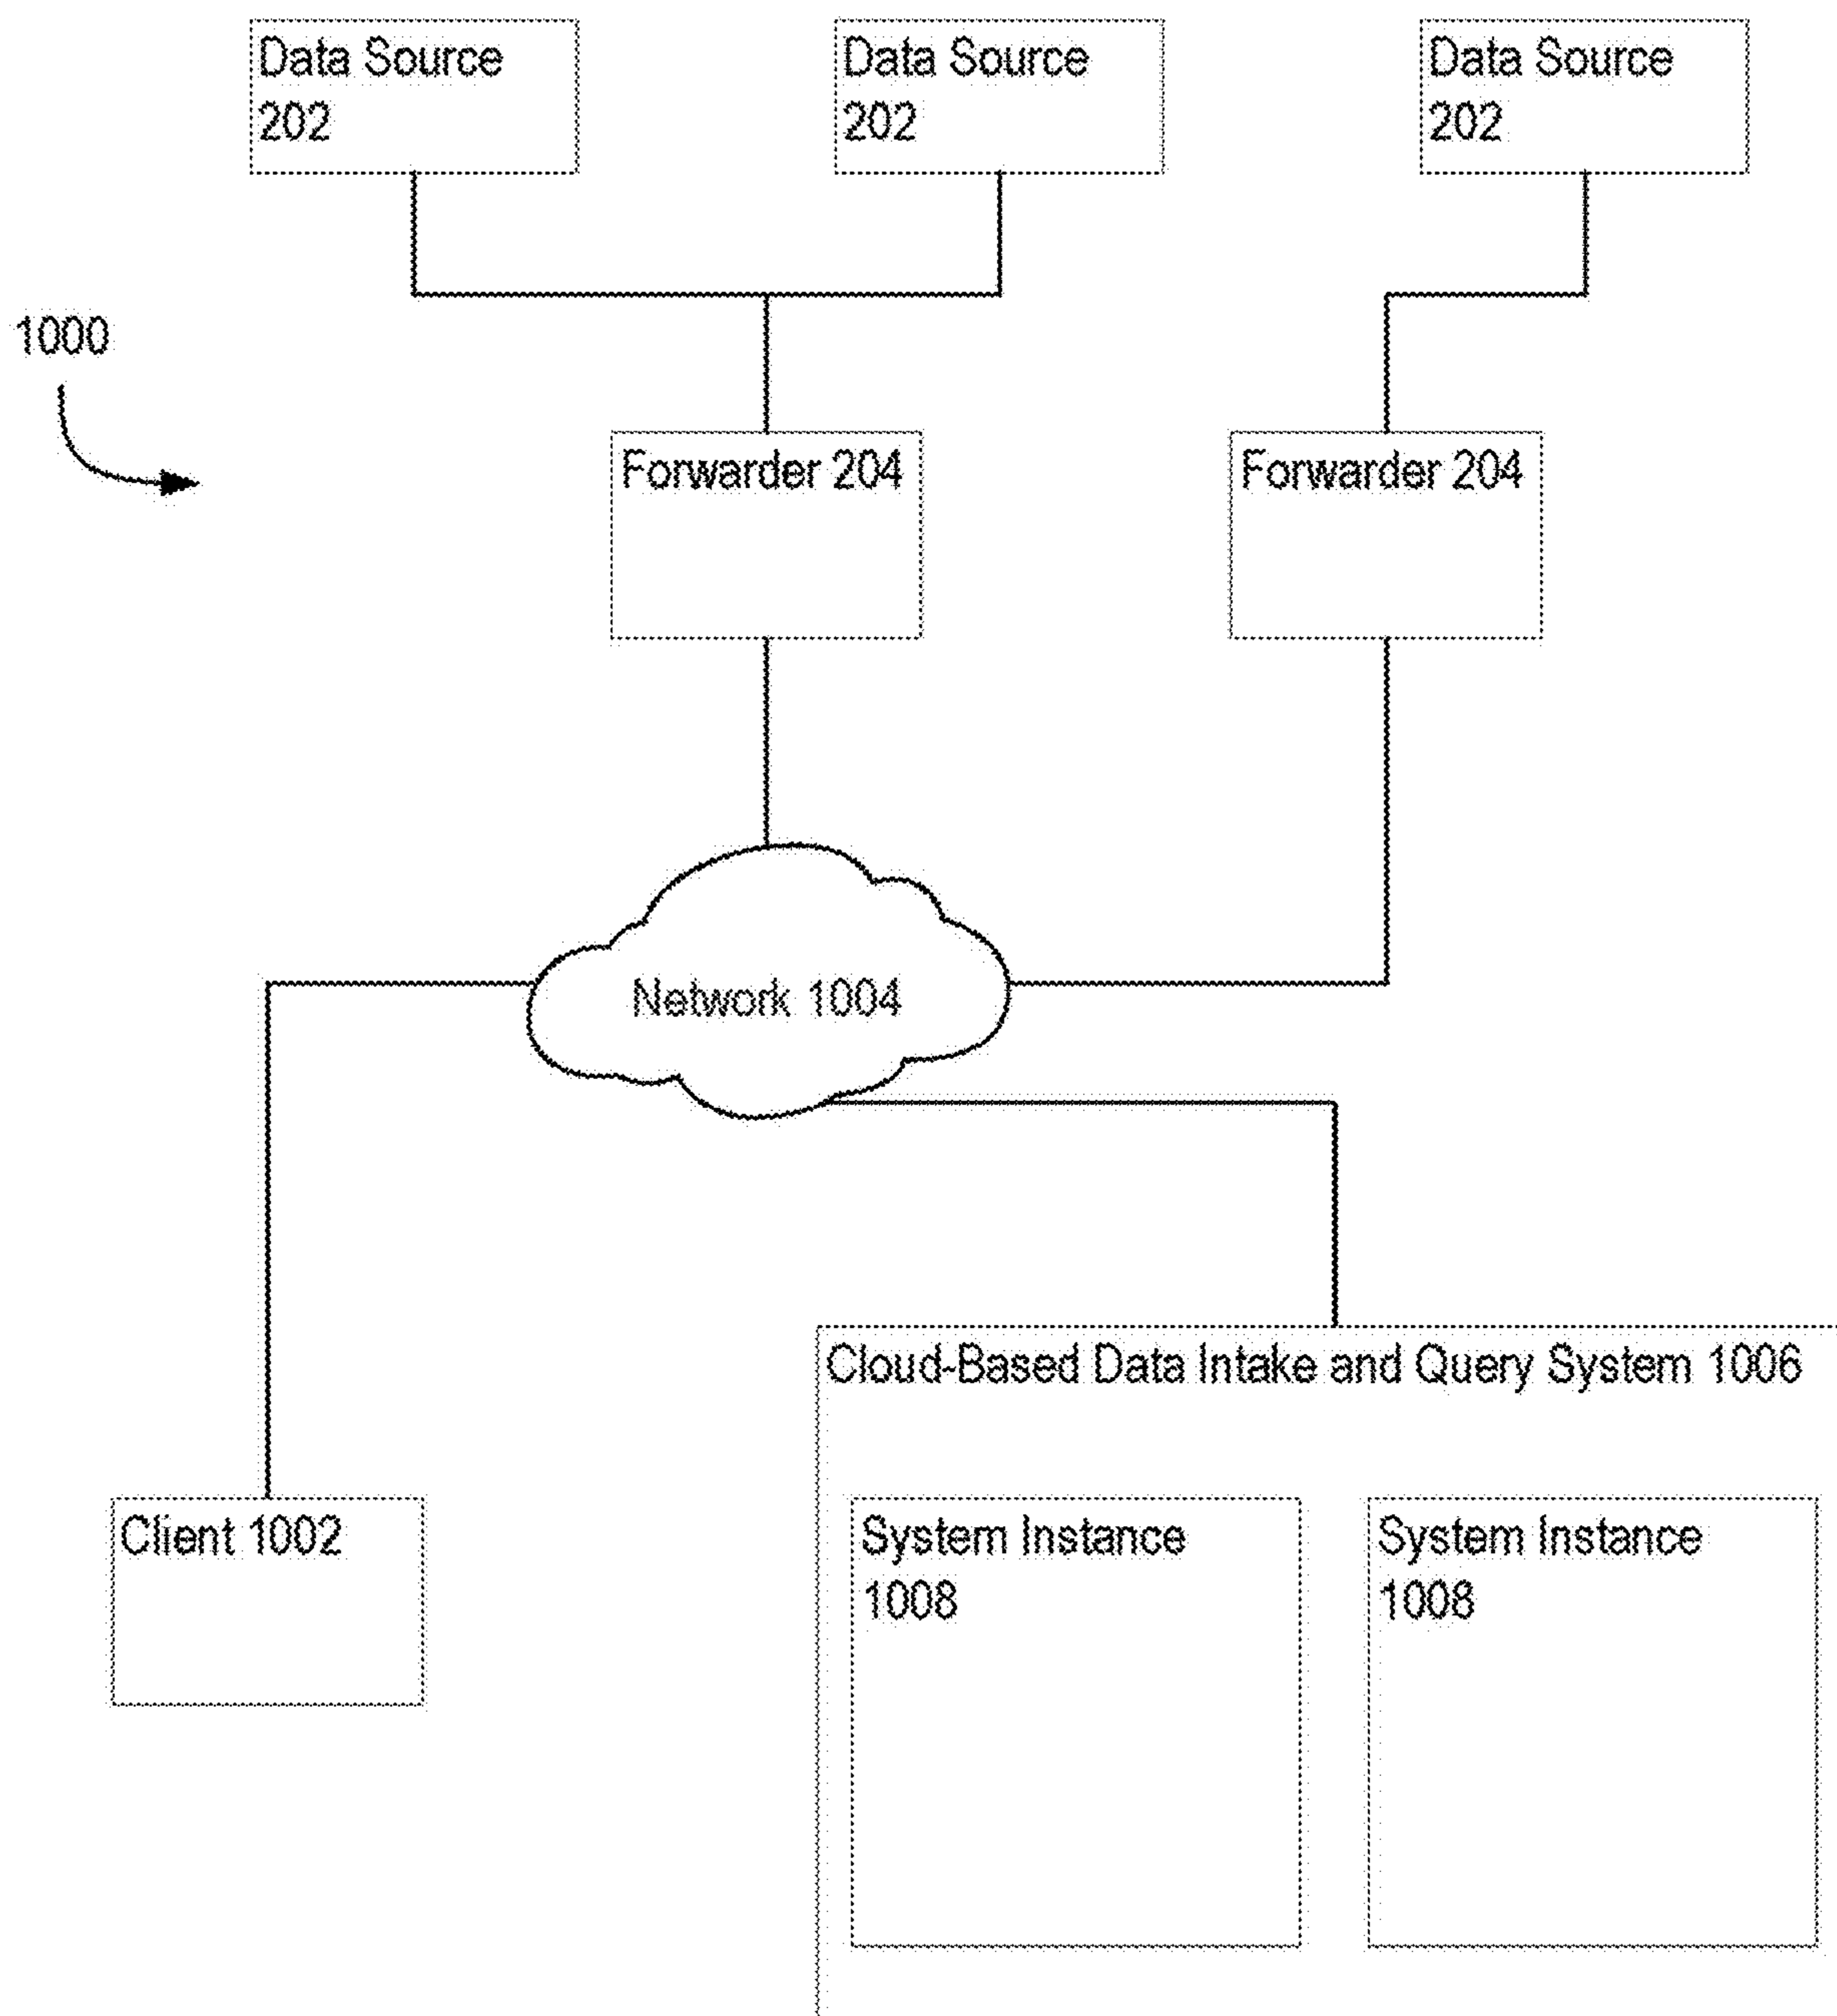 Data Source
202
Data Source
202
Data Source
202
1000
Forwarder 204
Forwarder 204
Network 1004
Cloud-Based Data Intake and Query System 1006
Client 1002
System Instance
1008
System Instance
1008